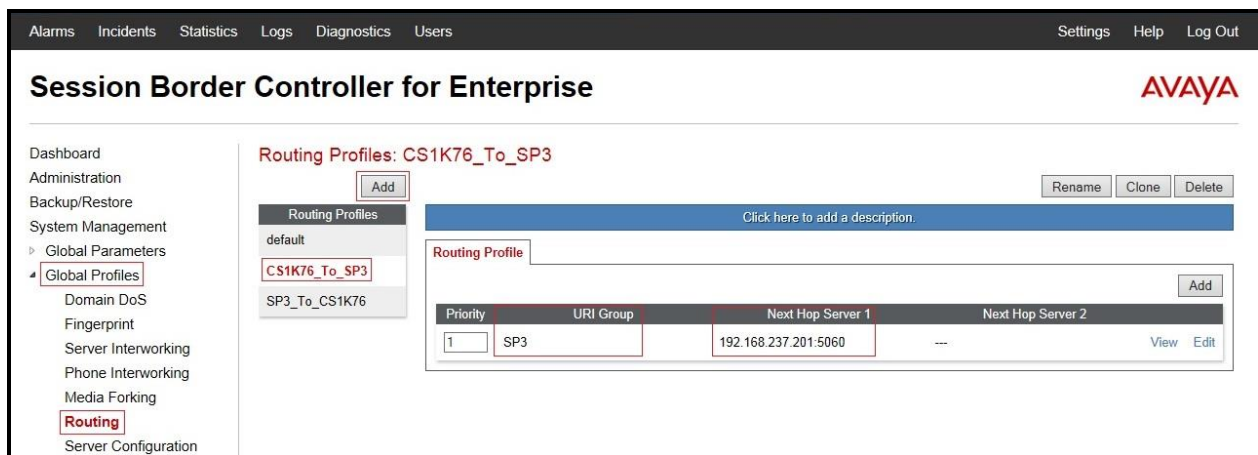 Alarms Incidents Statistics Logs Diagnostics Users Settings Help Log Out
Session Border Controller for Enterprise
AVAYA
Dashboard
Administration
Backup/Restore
System Management
Global Parameters
Global Profiles
Domain DoS
Fingerprint
Server Interworking
Phone Interworking
Media Forking
Routing
Server Configuration
Routing Profiles: CS1K76_To_SP3
Add
Rename Clone Delete
Routing Profiles
default
CS1K76_To_SP3
SP3_To_CS1K76
Click here to add a description.
Routing Profile
Add
Priority URI Group Next Hop Server 1 Next Hop Server 2
1 SP3 192.168.237.201:5060 --- View Edit